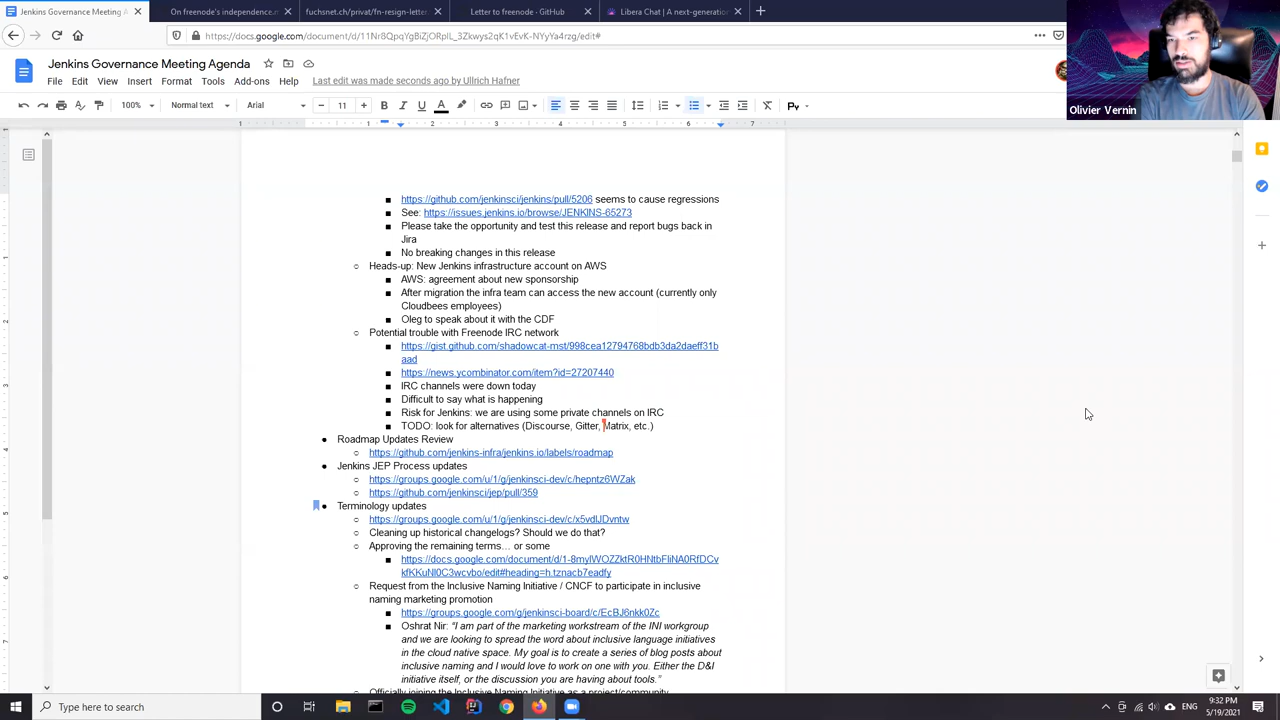 Jenkins Governance Meeting A
On freenode's independence.m
fuchsnet.ch/privat/fn-resign-letter
Letter to freenode · GitHub
Libera Chat | A next-generation
https://docs.google.com/document/d/11Nr8QpqYgBiZjORplL_3Zkwys2qK1vEvK-NYyYa4rzg/edit#
Jenkins Governance Meeting Agenda
File Edit View Insert Format Tools Add-ons Help Last edit was made seconds ago by Ullrich Hafner
Olivier Vernin
100% Normal text Arial 11
https://github.com/jenkinsci/jenkins/pull/5206 seems to cause regressions
See: https://issues.jenkins.io/browse/JENKINS-65273
Please take the opportunity and test this release and report bugs back in
Jira
No breaking changes in this release
Heads-up: New Jenkins infrastructure account on AWS
AWS: agreement about new sponsorship
After migration the infra team can access the new account (currently only
Cloudbees employees)
Oleg to speak about it with the CDF
Potential trouble with Freenode IRC network
https://gist.github.com/shadowcat-mst/998cea12794768bdb3da2daeff31b
aad
https://news.ycombinator.com/item?id=27207440
IRC channels were down today
Difficult to say what is happening
Risk for Jenkins: we are using some private channels on IRC
TODO: look for alternatives (Discourse, Gitter, Matrix, etc.)
Roadmap Updates Review
https://github.com/jenkins-infra/jenkins.io/labels/roadmap
Jenkins JEP Process updates
https://groups.google.com/u/1/g/jenkinsci-dev/c/hepntz6WZak
https://github.com/jenkinsci/jep/pull/359
Terminology updates
https://groups.google.com/u/1/g/jenkinsci-dev/c/x5vdlJDvntw
Cleaning up historical changelogs? Should we do that?
Approving the remaining terms… or some
https://docs.google.com/document/d/1-8mylWOZZktR0HNtbFIiNA0RfDCv
kfKKuNl0C3wcvbo/edit#heading=h.tznacb7eadfy
Request from the Inclusive Naming Initiative / CNCF to participate in inclusive
naming marketing promotion
https://groups.google.com/g/jenkinsci-board/c/EcBJ6nkk0Zc
Oshrat Nir: “I am part of the marketing workstream of the INI workgroup
and we are looking to spread the word about inclusive language initiatives
in the cloud native space. My goal is to create a series of blog posts about
inclusive naming and I would love to work on one with you. Either the D&I
initiative itself, or the discussion you are having about tools.”
Officially joining the Inclusive Naming Initiative as a project/community
Type here to search
ENG
9:32 PM
5/19/2021